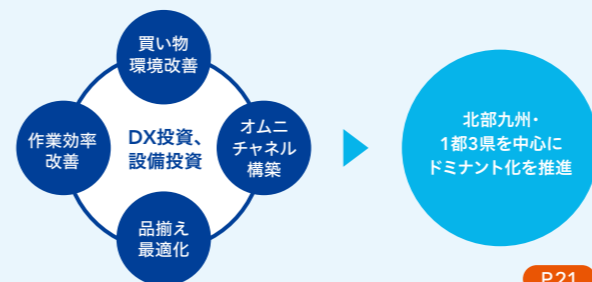 買い物
環境改善
作業効率
改善
DX投資、
設備投資
オムニ
チャネル
構築
品揃え
最適化
北部九州・
1都3県を中心に
ドミナント化を推進
P.21